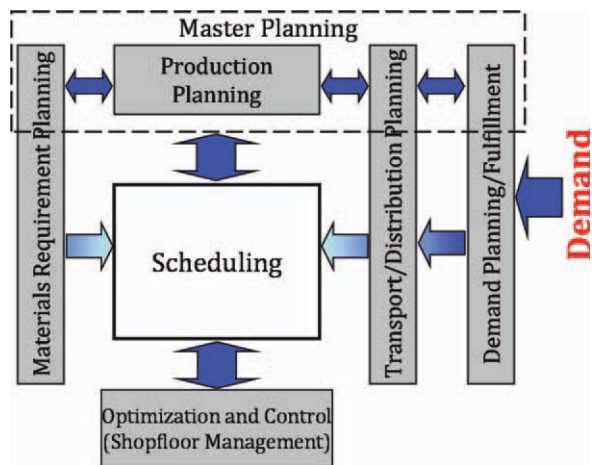 Master Planning
Materials Requirement Planning
Production
Planning
Transport/Distribution Planning
Demand Planning/Fulfillment
Demand
Scheduling
Optimization and Control
(Shopfloor Management)